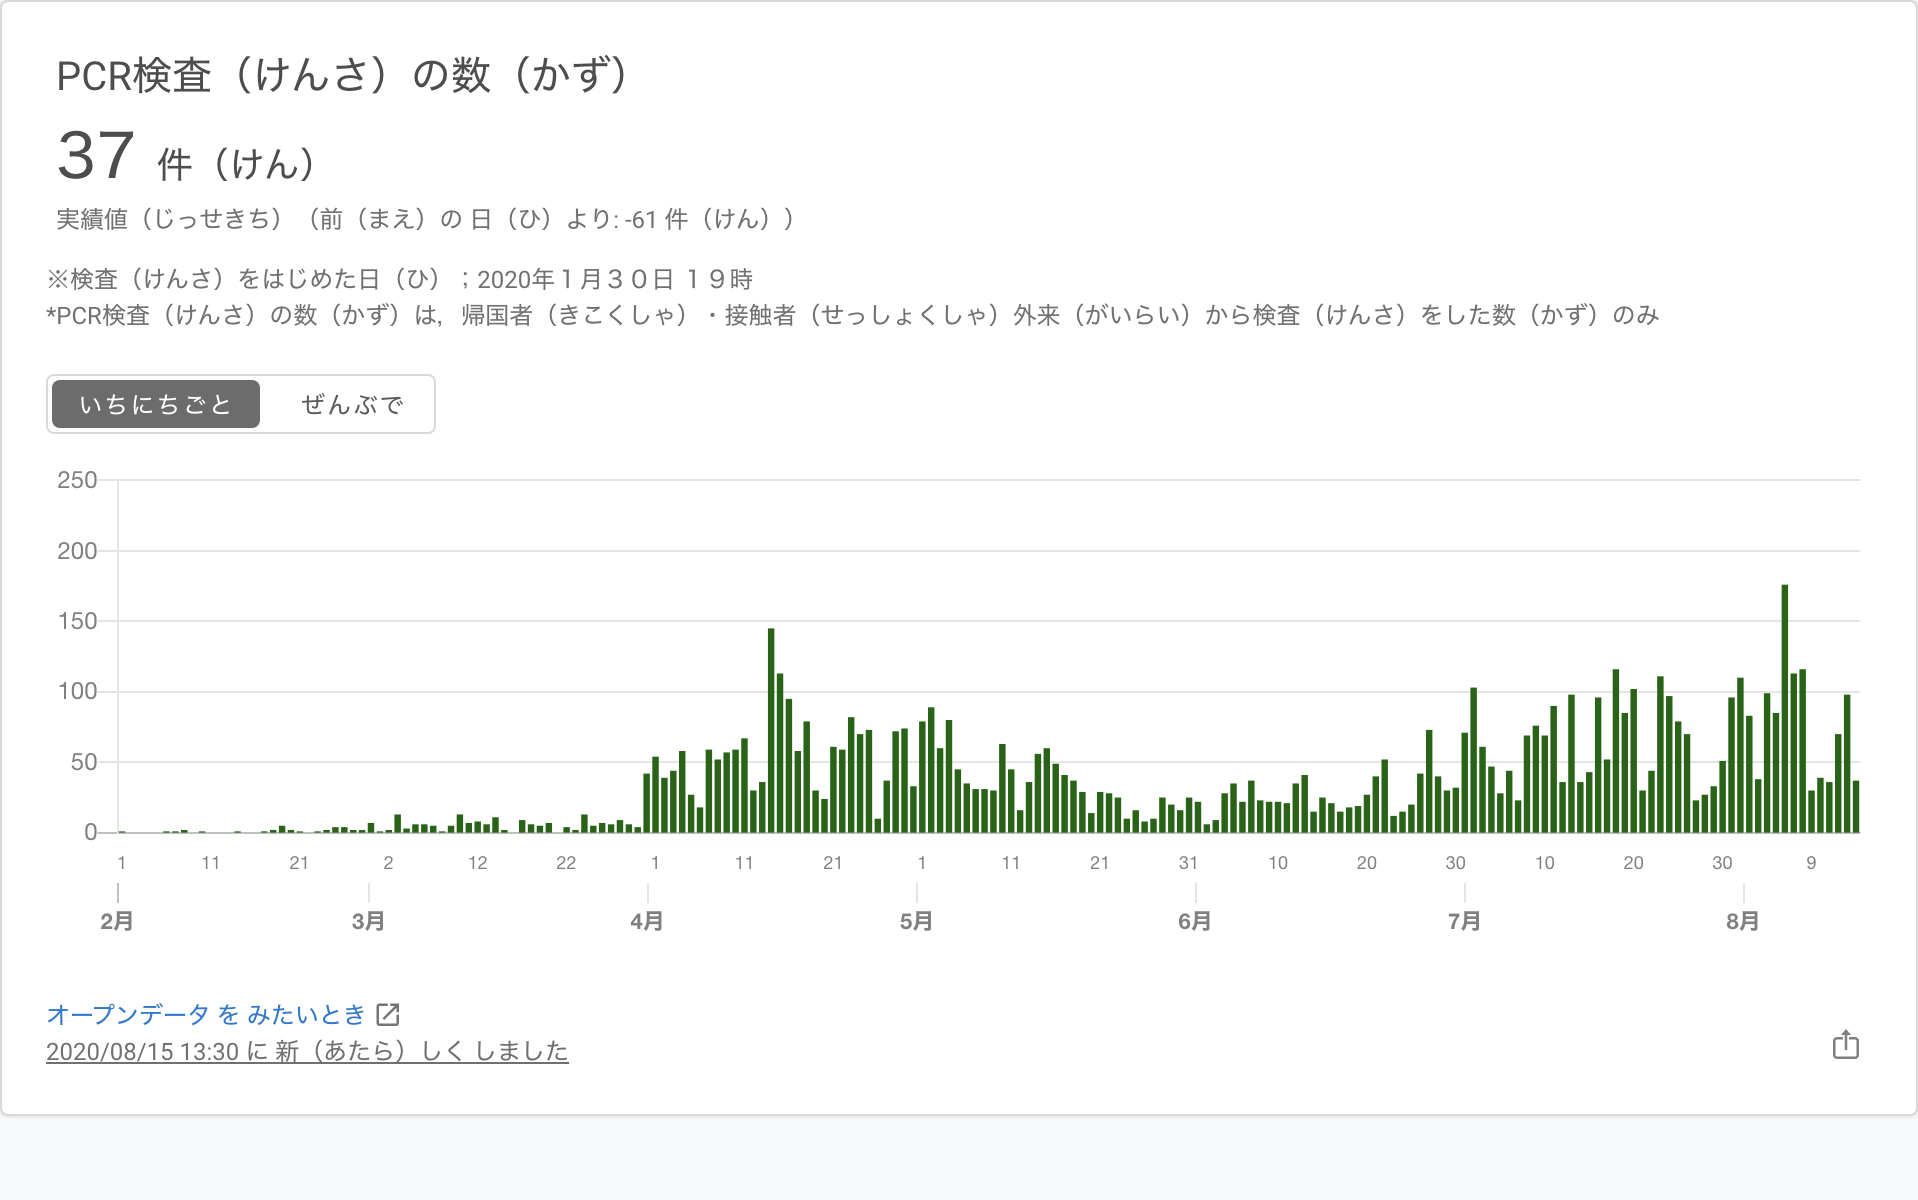 PCR検査（けんさ）の数（かず）
37 件（けん）
実績値（じっせきち）（前（まえ）の 日（ひ）より: -61 件（けん））
※検査（けんさ）をはじめた日（ひ）；2020年１月３０日 １９時
*PCR検査（けんさ）の数（かず）は，帰国者（きこくしゃ）・接触者（せっしょくしゃ）外来（がいらい）から検査（けんさ）をした数（かず）のみ
いちにちごと ぜんぶで
250
200
150
100
50
0
1 11 21 2 12 22 1 11 21 1 11 21 31 10 20 30 10 20 30 9
2月 3月 4月 5月 6月 7月 8月
オープンデータ を みたいとき
2020/08/15 13:30 に 新（あたら）しく しました